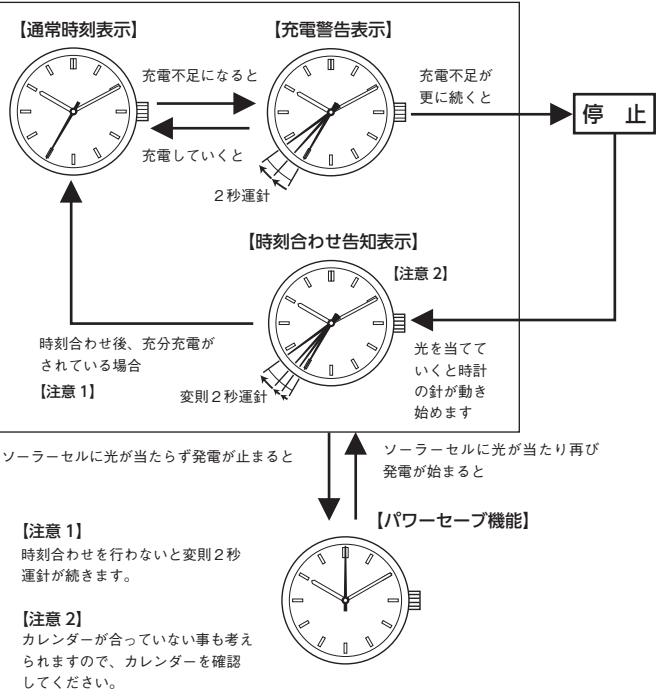 【通常時刻表示】
【充電警告表示】
充電不足になると
充電していくと
２秒運針
充電不足が
更に続くと
停　止
【時刻合わせ告知表示】
【注意 2】
時刻合わせ後、充分充電が
されている場合
【注意 1】
変則２秒運針
光を当てて
いくと時計
の針が動き
始めます
ソーラーセルに光が当たらず発電が止まると
ソーラーセルに光が当たり再び
発電が始まると
【パワーセーブ機能】
【注意 1】
時刻合わせを行わないと変則２秒
運針が続きます。
【注意 2】
カレンダーが合っていない事も考え
られますので、カレンダーを確認
してください。